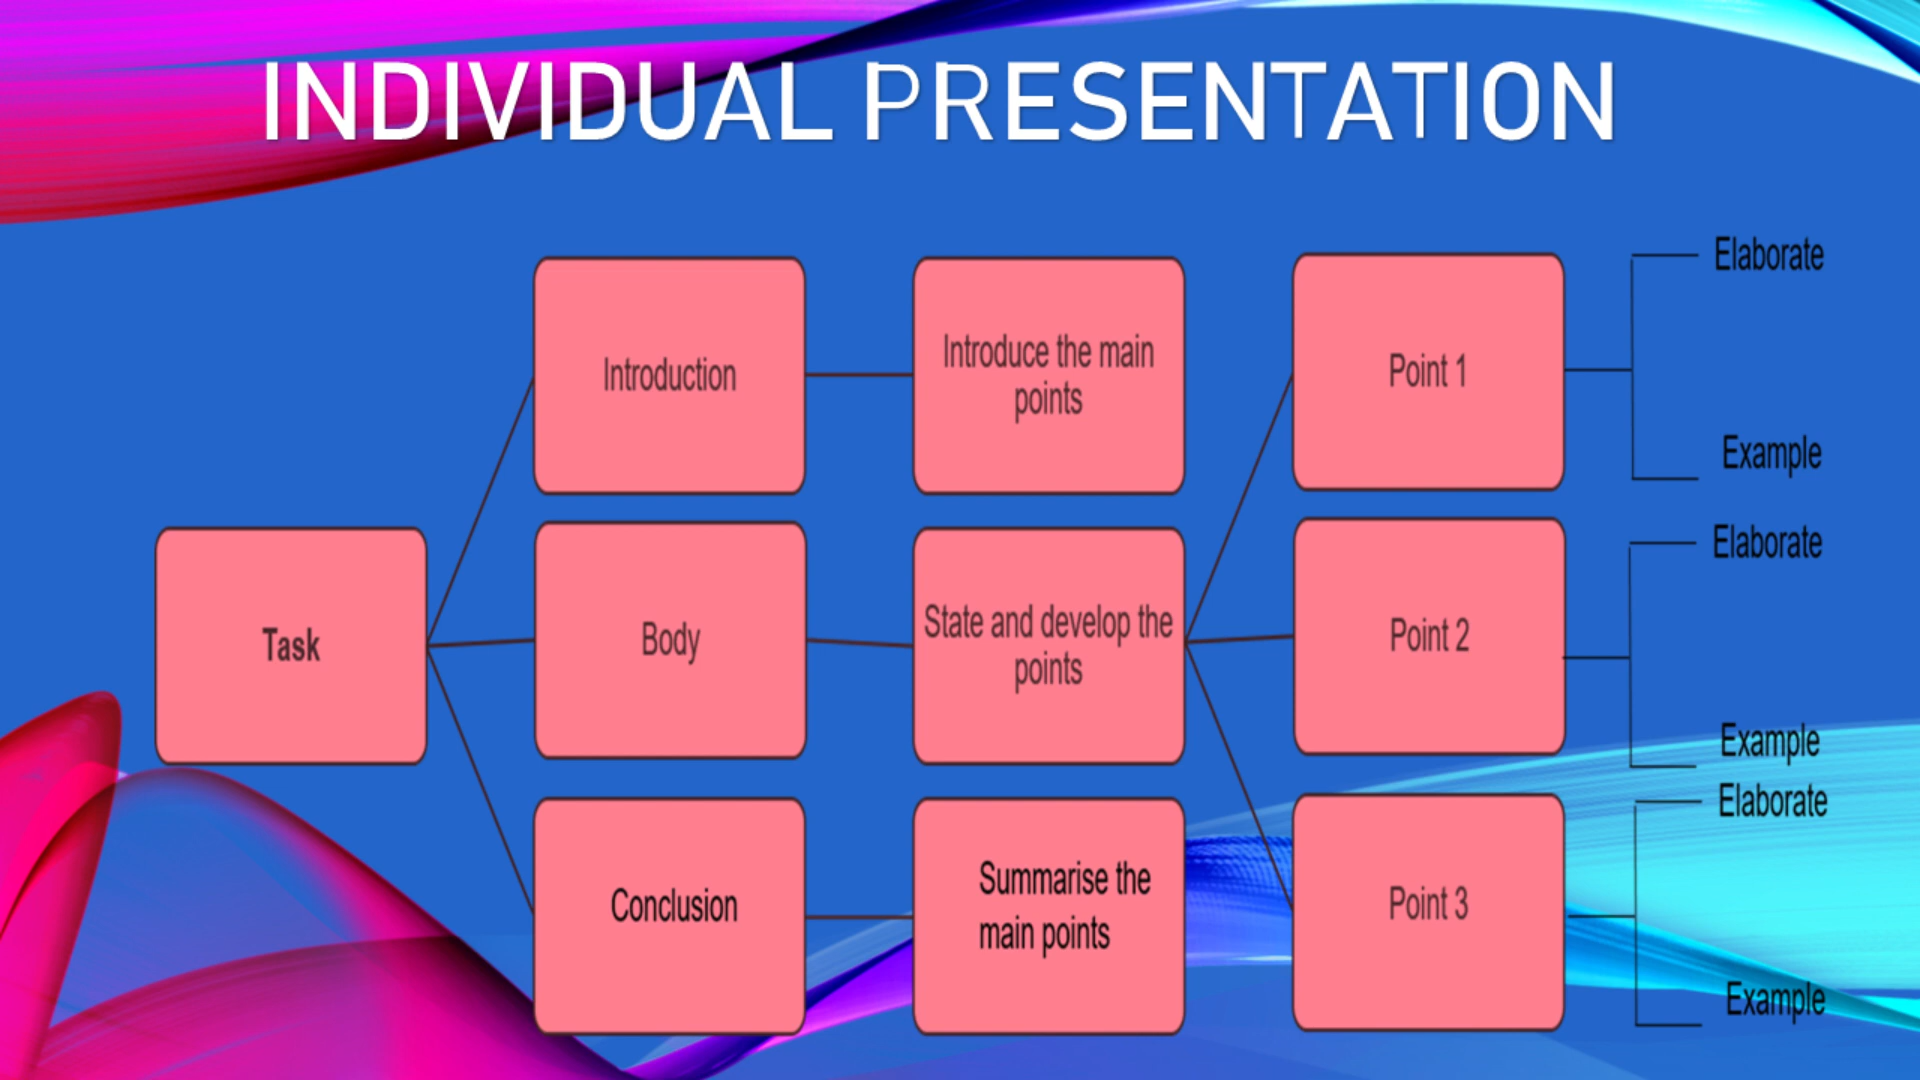 INDIVIDUAL PRESENTATION
Task
Introduction
Introduce the main
points
Body
State and develop the
points
Conclusion
Summarise the
main points
Point 1
Elaborate
Example
Point 2
Elaborate
Example
Point 3
Elaborate
Example